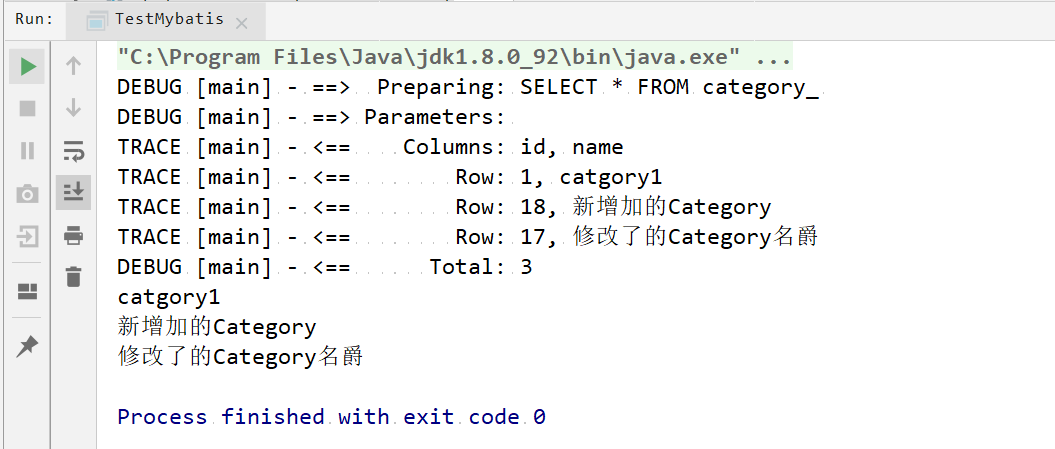 Run: TestMybatis
"C:\Program Files\Java\jdk1.8.0_92\bin\java.exe" ...
DEBUG [main] - ==>  Preparing: SELECT * FROM category_
DEBUG [main] - ==> Parameters:
TRACE [main] - <==    Columns: id, name
TRACE [main] - <==        Row: 1, catgory1
TRACE [main] - <==        Row: 18, 新增加的Category
TRACE [main] - <==        Row: 17, 修改了的Category名爵
DEBUG [main] - <==      Total: 3
catgory1
新增加的Category
修改了的Category名爵
Process finished with exit code 0